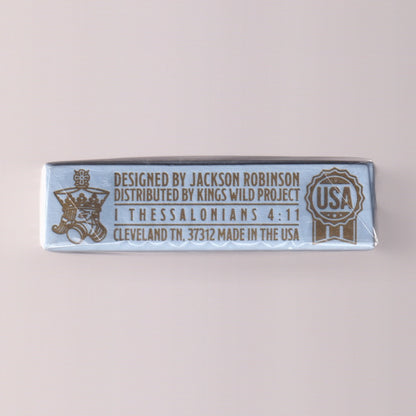 DESIGNED BY JACKSON ROBINSON
DISTRIBUTED BY KINGS WILD PROJECT
I THESSALONIANS 4:11
CLEVELAND TN, 37312 MADE IN THE USA
USA